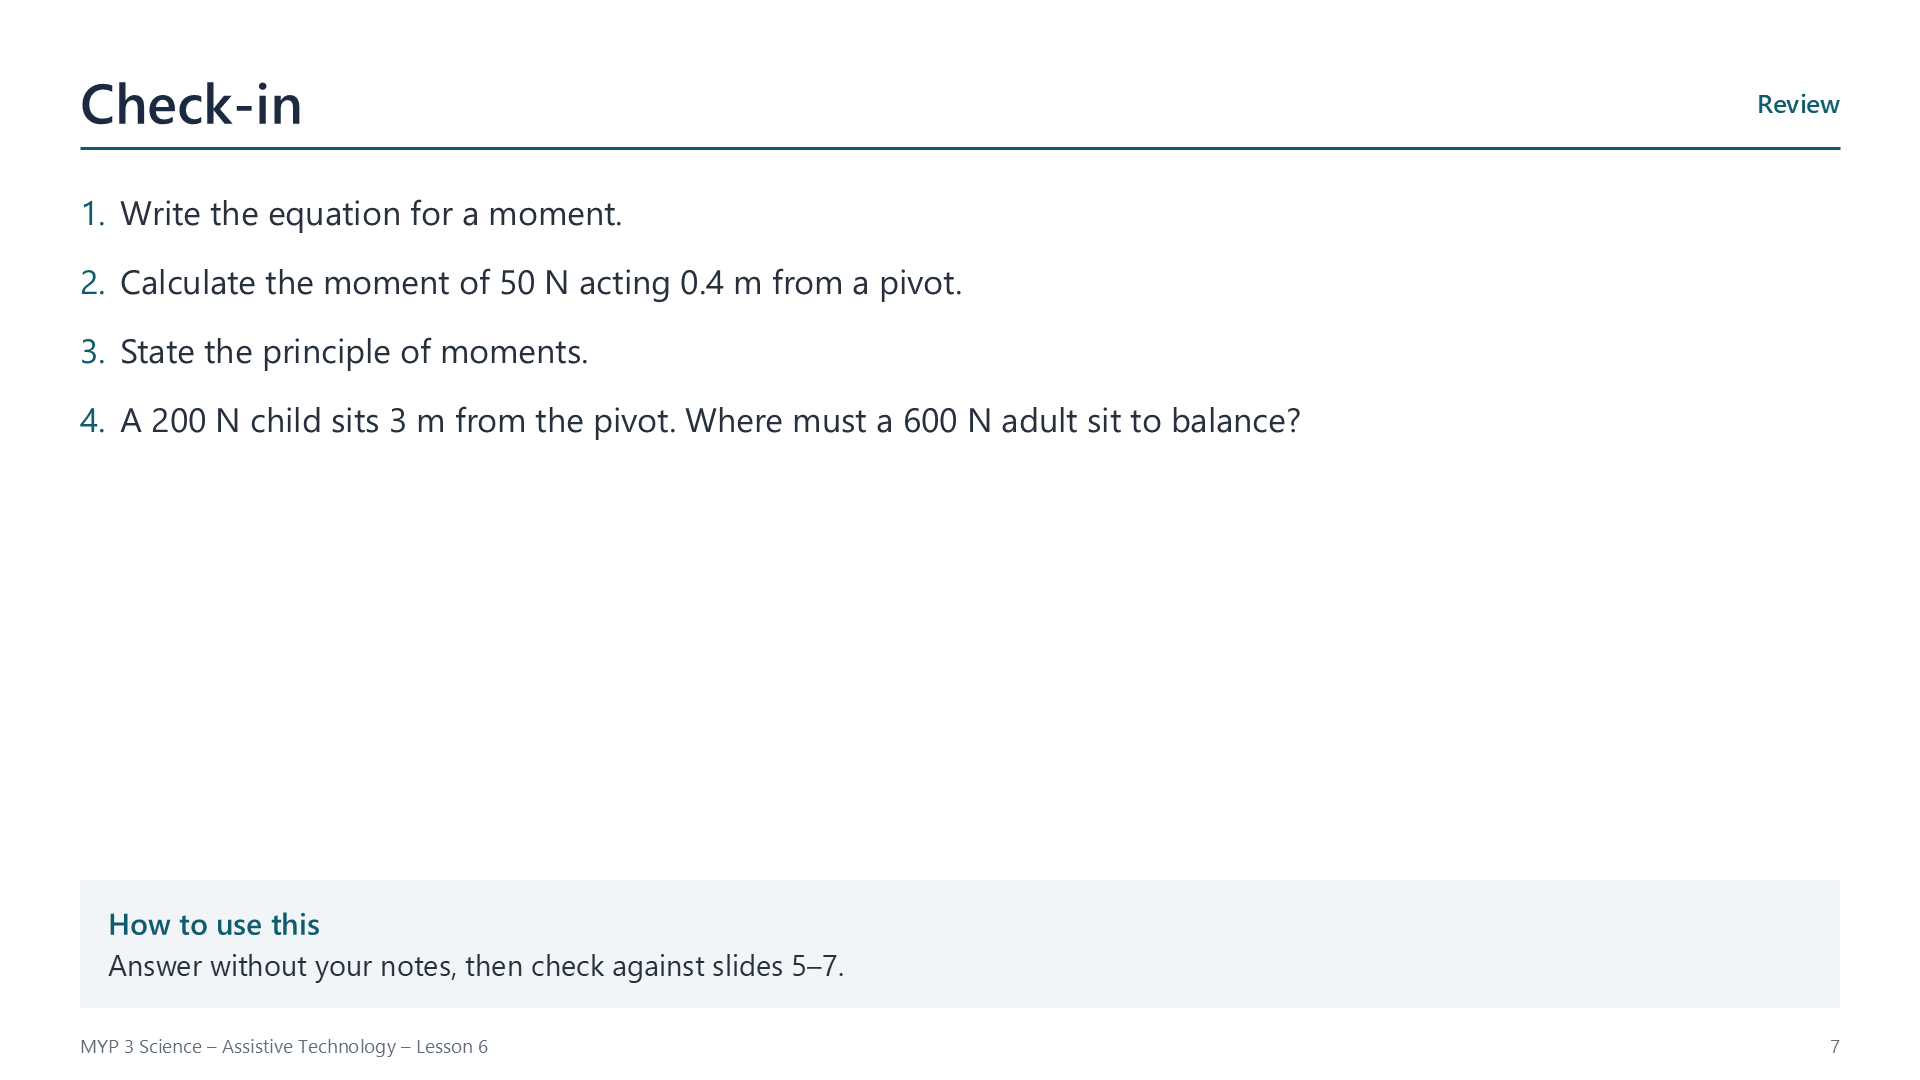 Check-in
Review
1. Write the equation for a moment.
2. Calculate the moment of 50 N acting 0.4 m from a pivot.
3. State the principle of moments.
4. A 200 N child sits 3 m from the pivot. Where must a 600 N adult sit to balance?
How to use this
Answer without your notes, then check against slides 5–7.
MYP 3 Science – Assistive Technology – Lesson 6
7